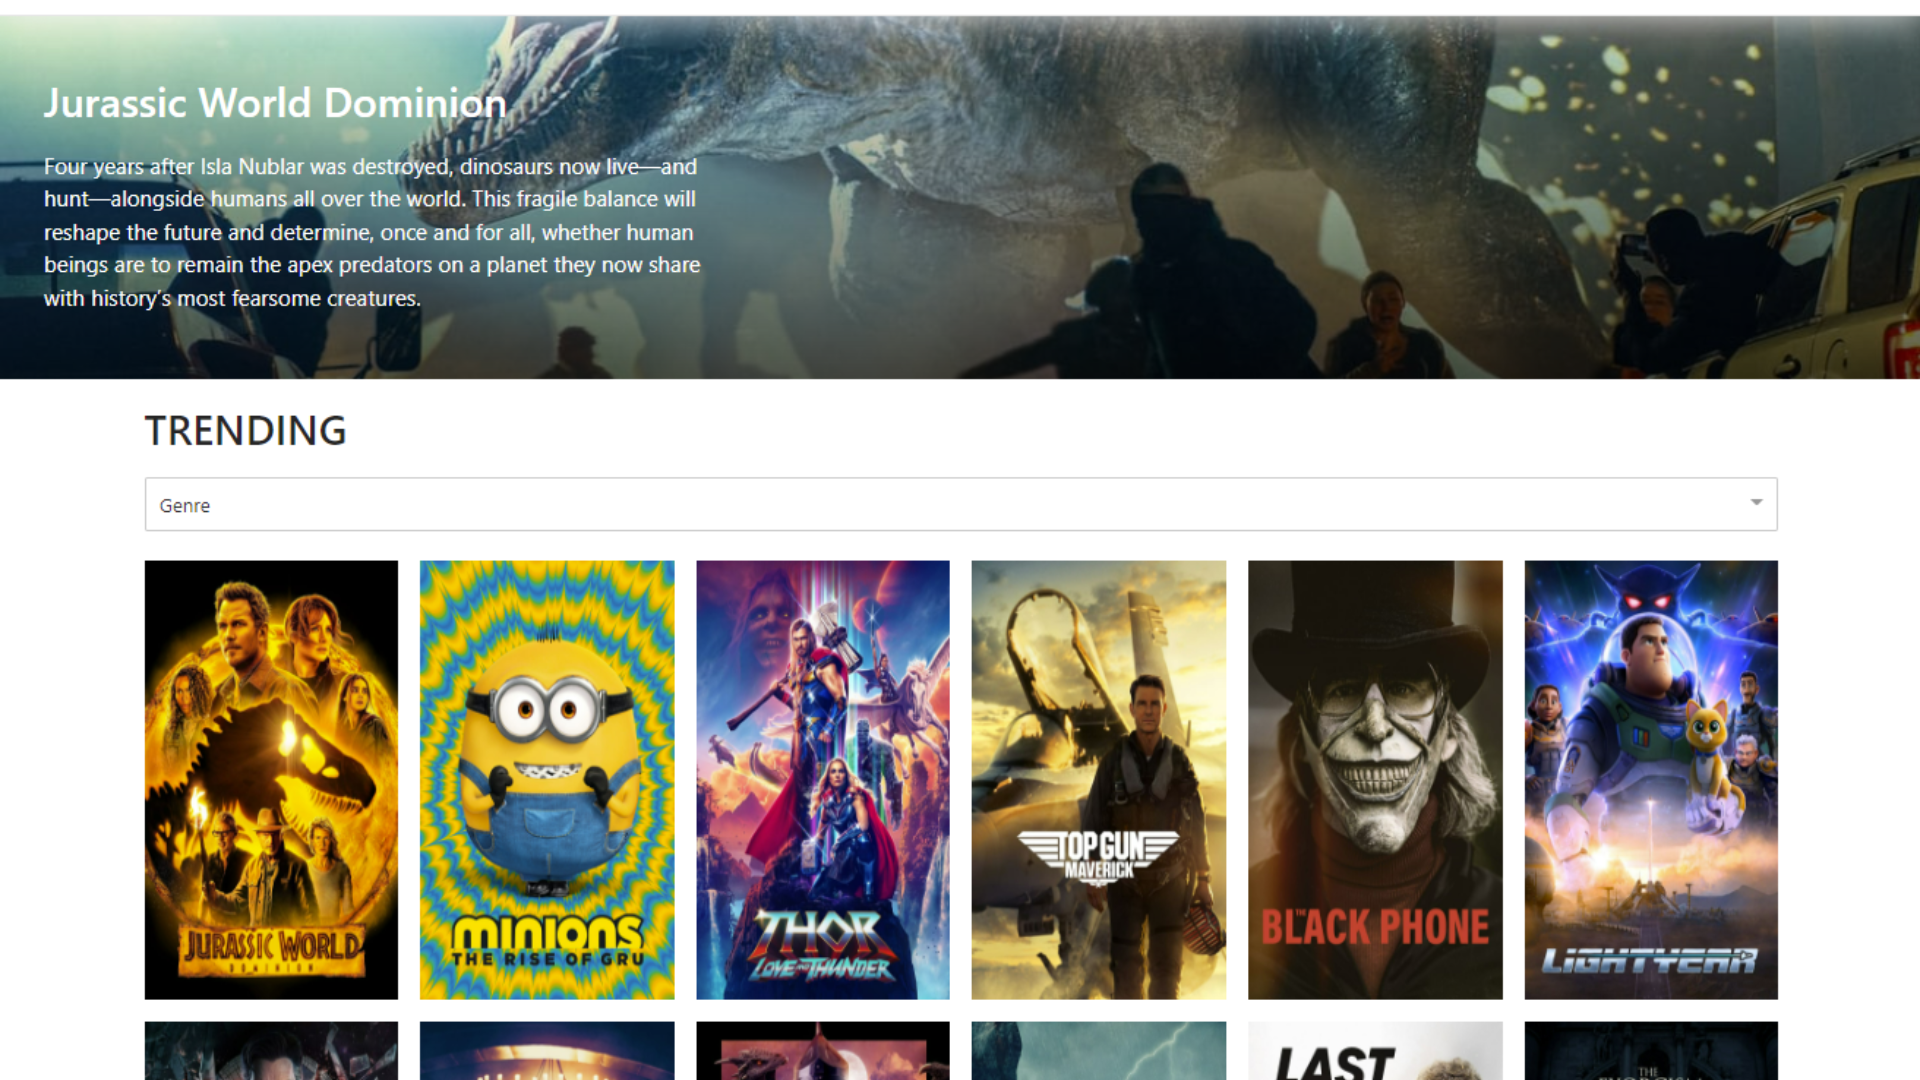 Jurassic World Dominion
Four years after Isla Nublar was destroyed, dinosaurs now live—and
hunt—alongside humans all over the world. This fragile balance will
reshape the future and determine, once and for all, whether human
beings are to remain the apex predators on a planet they now share
with history’s most fearsome creatures.
TRENDING
Genre
JURASSIC WORLD
DOMINION
MINIONS
THE RISE OF GRU
THOR
LOVE AND THUNDER
TOP GUN
MAVERICK
THE
BLACK PHONE
LIGHTYEAR
LAST
THE